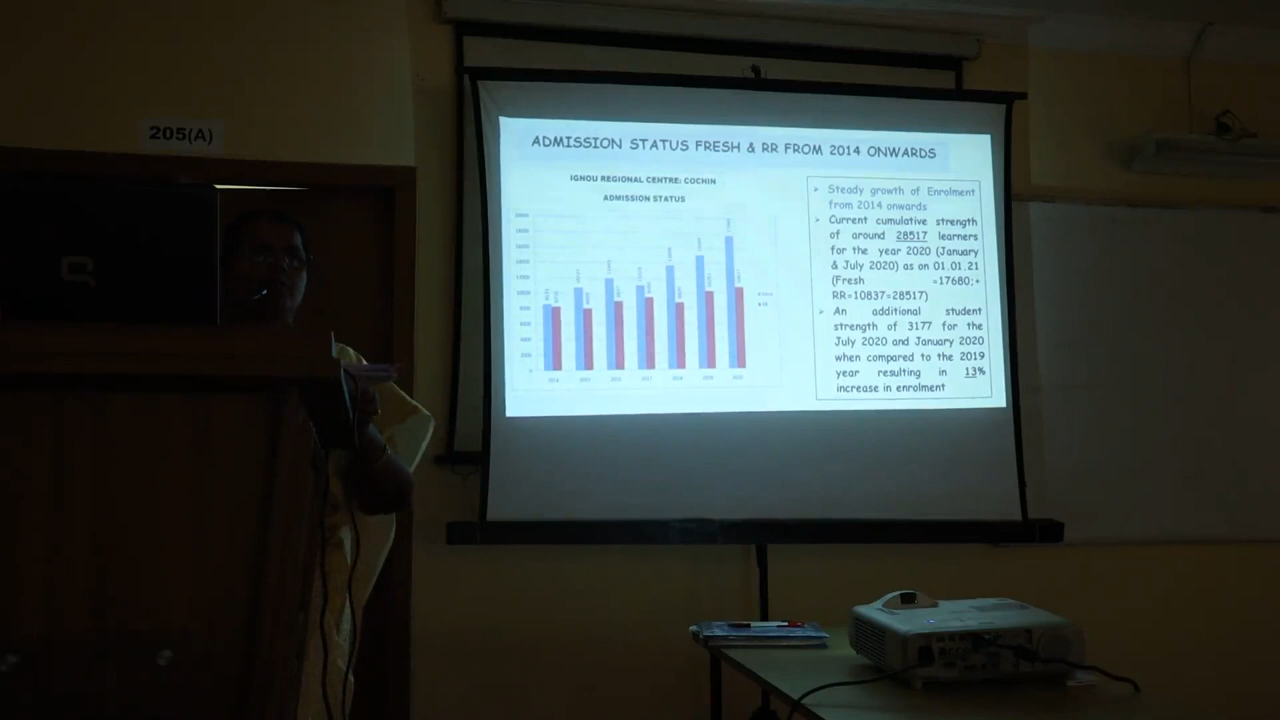 205(A)
ADMISSION STATUS FRESH & RR FROM 2014 ONWARDS
IGNOU REGIONAL CENTRE: COCHIN
ADMISSION STATUS
2014
2017
2020
➢ Steady growth of Enrolment
from 2014 onwards
➢ Current cumulative strength
of around 28517 learners
for the year 2020 (January
& July 2020) as on 01.01.21
(Fresh =17680;+
RR=10837=28517)
➢ An additional student
strength of 3177 for the
July 2020 and January 2020
when compared to the 2019
year resulting in 13%
increase in enrolment